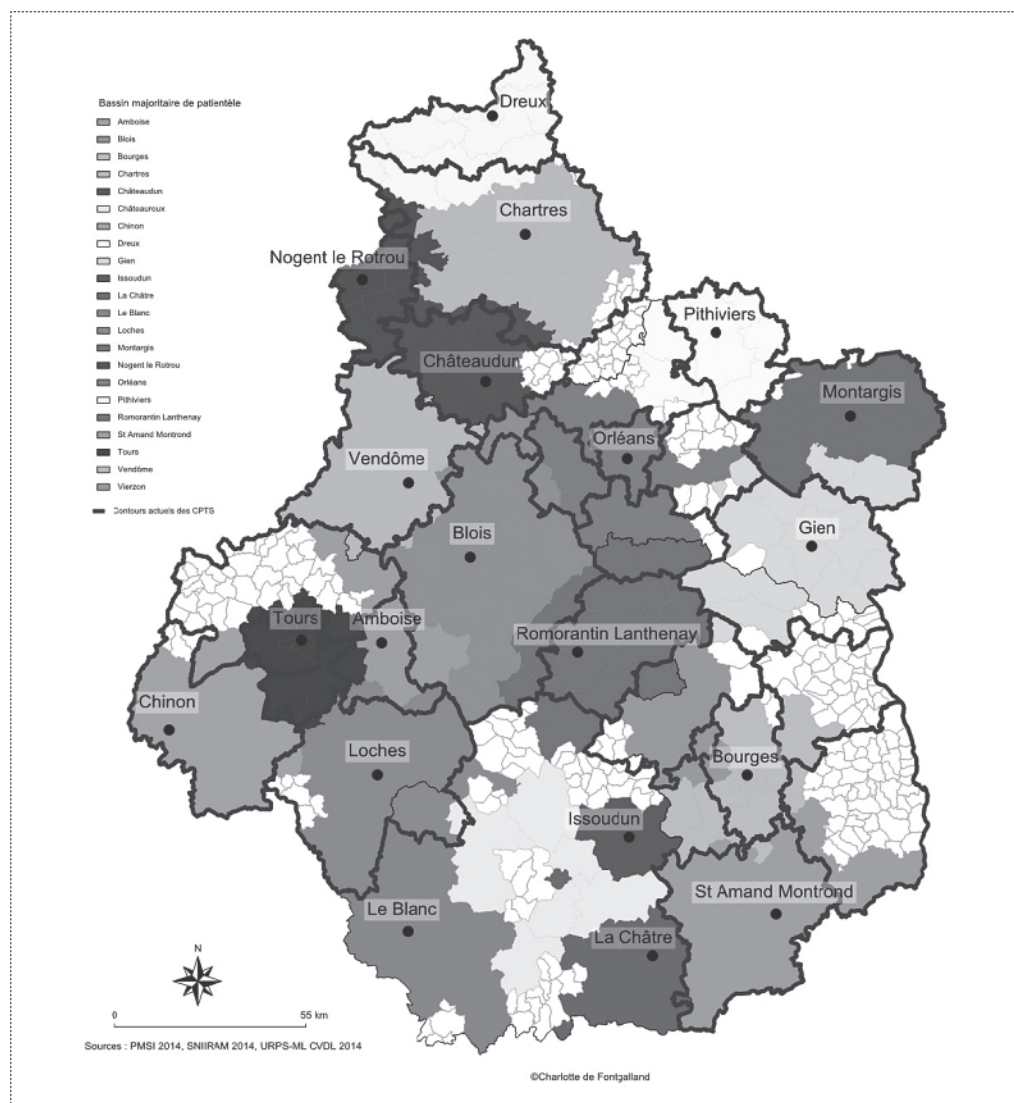 Bassin majoritaire de patientèle
Amboise
Blois
Bourges
Chartres
Châteaudun
Châteauroux
Chinon
Dreux
Gien
Issoudun
La Châtre
Le Blanc
Loches
Montargis
Nogent le Rotrou
Orléans
Pithiviers
Romorantin Lanthenay
St Amand Montrond
Tours
Vendôme
Vierzon
Contours actuels des CPTS
Dreux
Chartres
Nogent le Rotrou
Pithiviers
Châteaudun
Montargis
Orléans
Vendôme
Gien
Blois
Tours
Amboise
Romorantin Lanthenay
Chinon
Loches
Bourges
Issoudun
St Amand Montrond
Le Blanc
La Châtre
N
0 55 km
Sources : PMSI 2014, SNIIRAM 2014, URPS-ML CVDL 2014
©Charlotte de Fontgalland